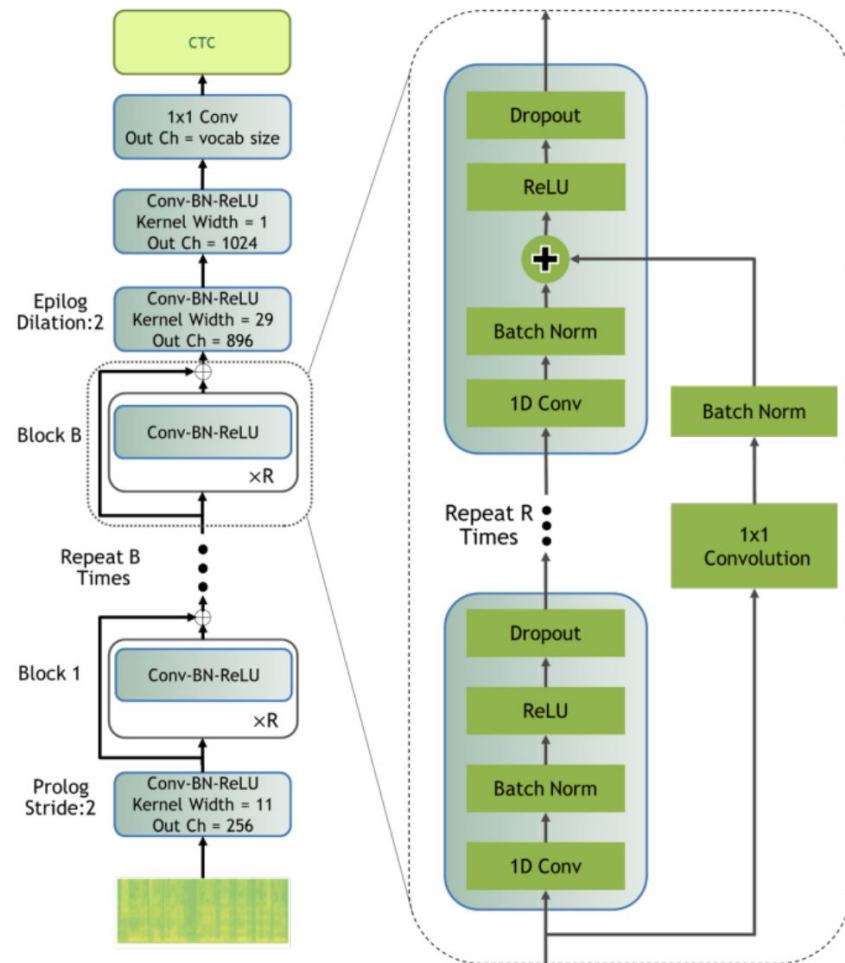 CTC
1x1 Conv
Out Ch = vocab size
Conv-BN-ReLU
Kernel Width = 1
Out Ch = 1024
Epilog
Dilation:2
Conv-BN-ReLU
Kernel Width = 29
Out Ch = 896
Block B
Conv-BN-ReLU
×R
Repeat B
Times
Block 1
Conv-BN-ReLU
×R
Prolog
Stride:2
Conv-BN-ReLU
Kernel Width = 11
Out Ch = 256
Dropout
ReLU
+
Batch Norm
1D Conv
Batch Norm
1x1
Convolution
Repeat R
Times
Dropout
ReLU
Batch Norm
1D Conv